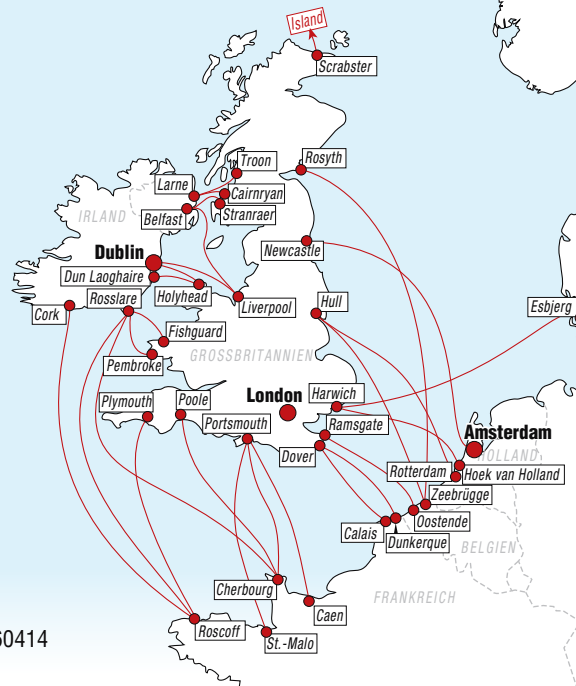 Island
Scrabster
Troon
Rosyth
Larne
Cairnryan
IRLAND
Belfast
Stranraer
Dublin
Newcastle
Dun Laoghaire
Rosslare
Holyhead
Liverpool
Hull
Esbjerg
Cork
Fishguard
GROSSBRITANNIEN
Pembroke
Plymouth
Poole
London
Harwich
Portsmouth
Ramsgate
Amsterdam
Dover
HOLLAND
Rotterdam
Hoek van Holland
Zeebrügge
Calais
Oostende
Dunkerque
BELGIEN
Cherbourg
FRANKREICH
Caen
Roscoff
St.-Malo
60414